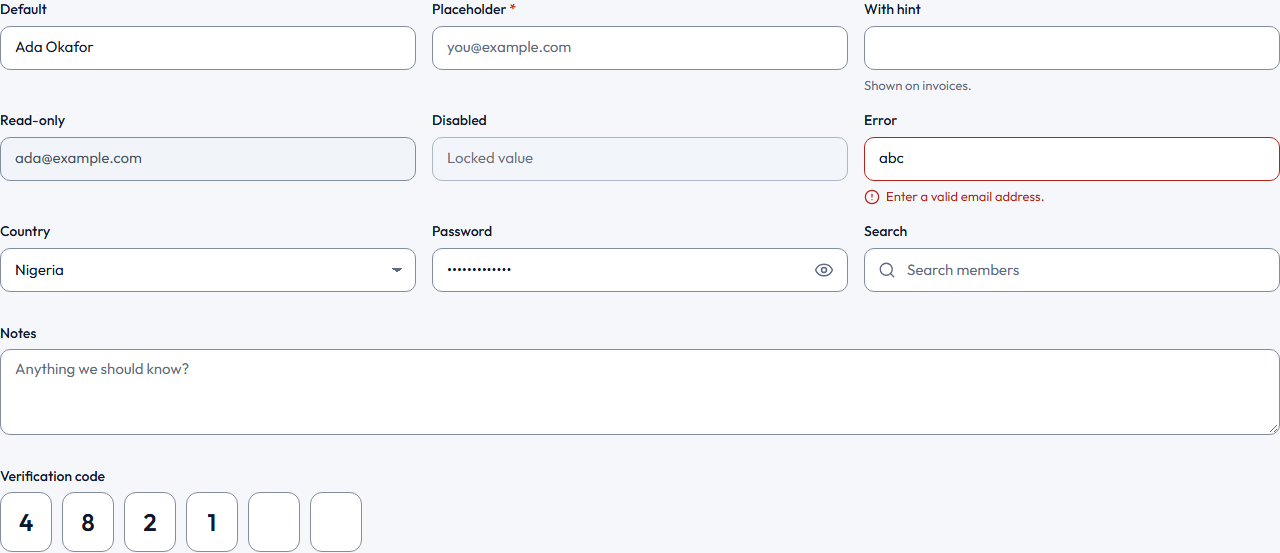 Default
Placeholder *
With hint
Ada Okafor
you@example.com
Shown on invoices.
Read-only
Disabled
Error
ada@example.com
Locked value
abc
Enter a valid email address.
Country
Password
Search
Nigeria
•••••••••••••
Search members
Notes
Anything we should know?
Verification code
4 8 2 1